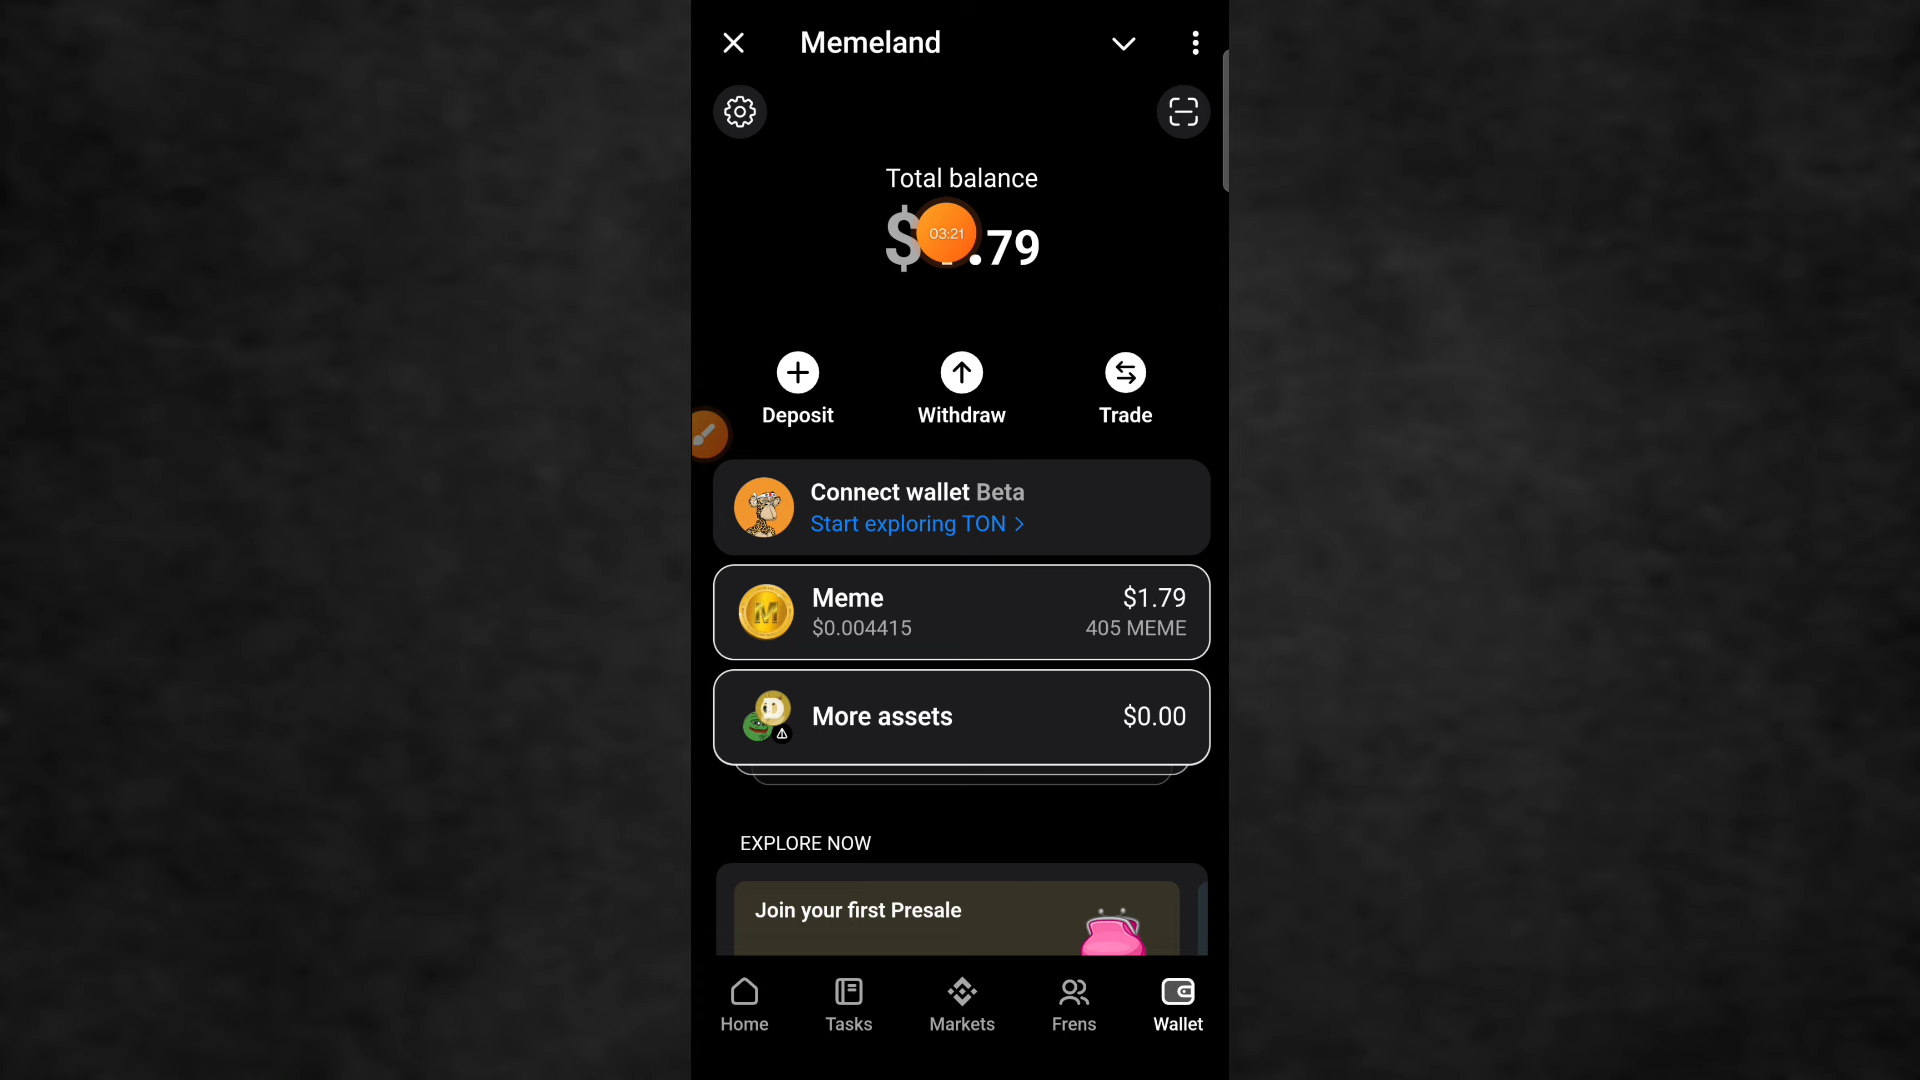 Memeland
Total balance
$1.79
03:21
Deposit
Withdraw
Trade
Connect wallet Beta
Start exploring TON >
Meme
$1.79
$0.004415
405 MEME
More assets
$0.00
EXPLORE NOW
Join your first Presale
Home
Tasks
Markets
Frens
Wallet